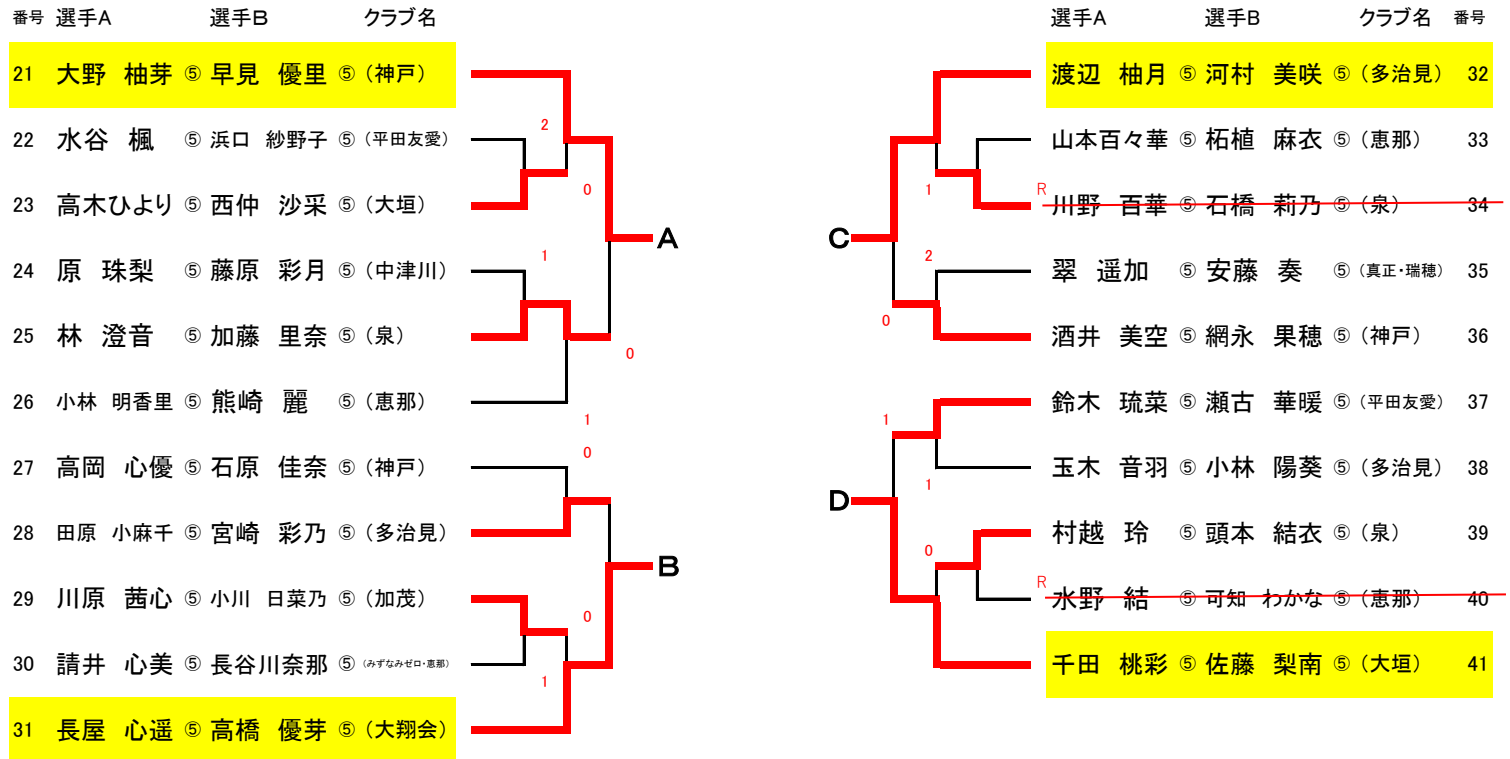 番号 選手A 選手B クラブ名
21 大野 柚芽 ⑤ 早見 優里 ⑤ (神戸)
2
22 水谷 楓 ⑤ 浜口 紗野子 ⑤ (平田友愛)
0
23 高木ひより ⑤ 西仲 沙采 ⑤ (大垣)
A
1
24 原 珠梨 ⑤ 藤原 彩月 ⑤ (中津川)
25 林 澄音 ⑤ 加藤 里奈 ⑤ (泉)
0
26 小林 明香里 ⑤ 熊崎 麗 ⑤ (恵那)
1
0
27 高岡 心優 ⑤ 石原 佳奈 ⑤ (神戸)
28 田原 小麻千 ⑤ 宮崎 彩乃 ⑤ (多治見)
B
29 川原 茜心 ⑤ 小川 日菜乃 ⑤ (加茂)
0
30 請井 心美 ⑤ 長谷川奈那 ⑤ (みずなみゼロ・恵那)
1
31 長屋 心遥 ⑤ 高橋 優芽 ⑤ (大翔会)
選手A 選手B クラブ名 番号
渡辺 柚月 ⑤ 河村 美咲 ⑤ (多治見) 32
山本百々華 ⑤ 柘植 麻衣 ⑤ (恵那) 33
1
R
川野 百華 ⑤ 石橋 莉乃 ⑤ (泉) 34
C
2
翠 遥加 ⑤ 安藤 奏 ⑤ (真正・瑞穂) 35
0
酒井 美空 ⑤ 網永 果穂 ⑤ (神戸) 36
鈴木 琉菜 ⑤ 瀬古 華暖 ⑤ (平田友愛) 37
1
玉木 音羽 ⑤ 小林 陽葵 ⑤ (多治見) 38
1
D
村越 玲 ⑤ 頭本 結衣 ⑤ (泉) 39
0
R
水野 結 ⑤ 可知 わかな ⑤ (恵那) 40
千田 桃彩 ⑤ 佐藤 梨南 ⑤ (大垣) 41